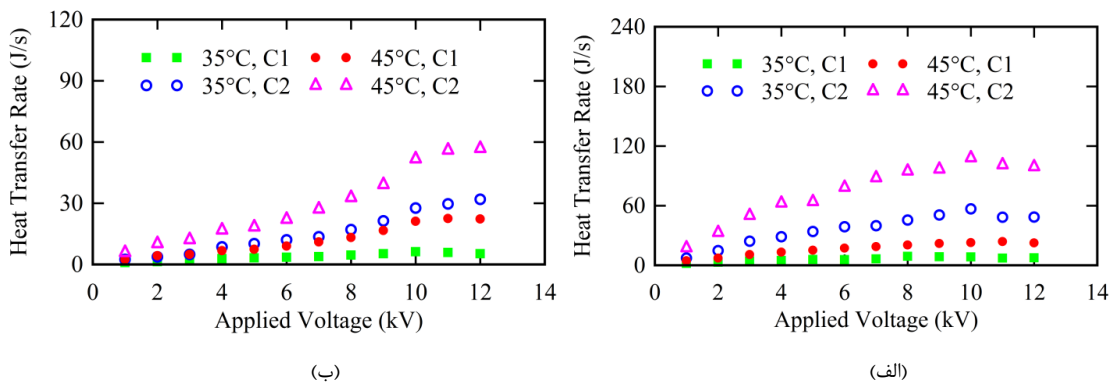 120
90
60
30
0
Heat Transfer Rate (J/s)
35°C, C1
45°C, C1
35°C, C2
45°C, C2
0 2 4 6 8 10 12 14
Applied Voltage (kV)
(ب)
240
180
120
60
0
Heat Transfer Rate (J/s)
35°C, C1
45°C, C1
35°C, C2
45°C, C2
0 2 4 6 8 10 12 14
Applied Voltage (kV)
(الف)